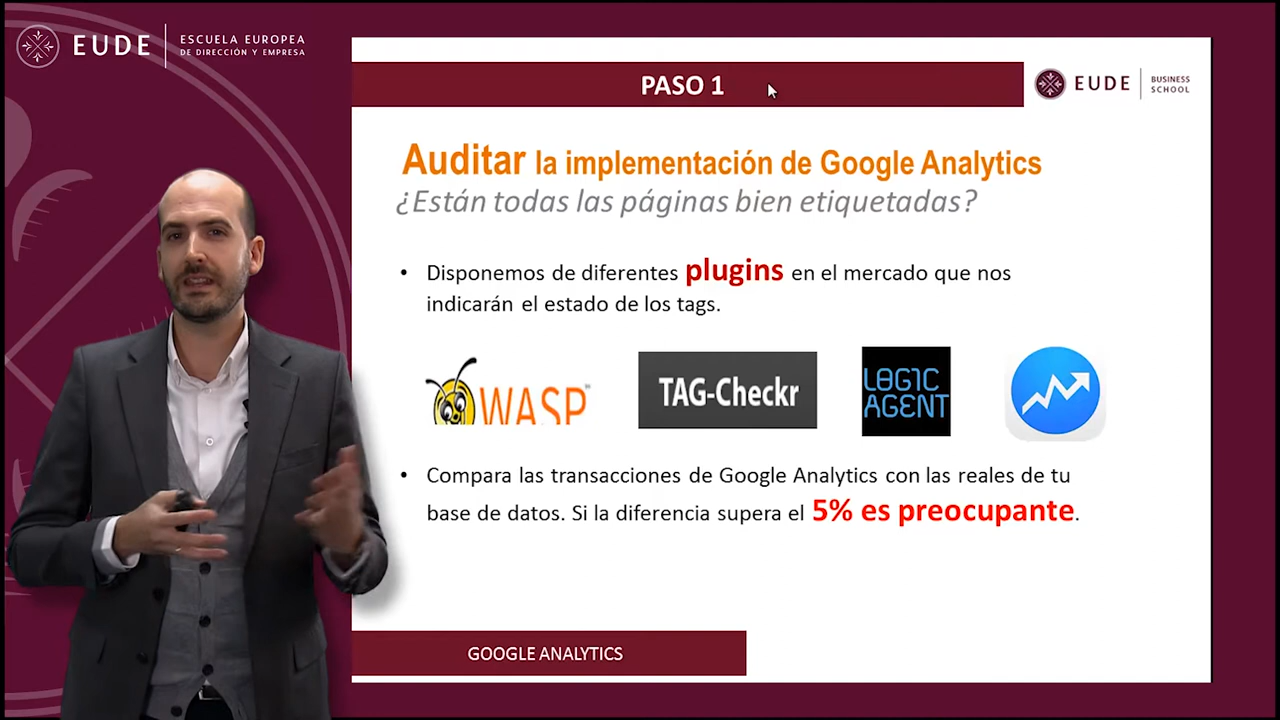 EUDE
ESCUELA EUROPEA
DE DIRECCIÓN Y EMPRESA
PASO 1
EUDE
BUSINESS
SCHOOL
Auditar la implementación de Google Analytics
¿Están todas las páginas bien etiquetadas?
• Disponemos de diferentes plugins en el mercado que nos
indicarán el estado de los tags.
WASP
TAG-Checkr
LOGIC
AGENT
• Compara las transacciones de Google Analytics con las reales de tu
base de datos. Si la diferencia supera el 5% es preocupante.
GOOGLE ANALYTICS